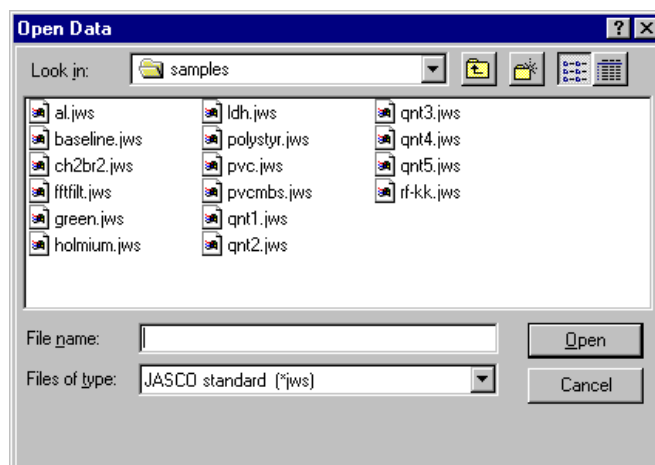 Open Data
Look in: samples
al.jws ldh.jws qnt3.jws
baseline.jws polystyr.jws qnt4.jws
ch2br2.jws pvc.jws qnt5.jws
fftfilt.jws pvcmbs.jws rf-kk.jws
green.jws qnt1.jws
holmium.jws qnt2.jws
File name: Open
Files of type: JASCO standard (*jws) Cancel